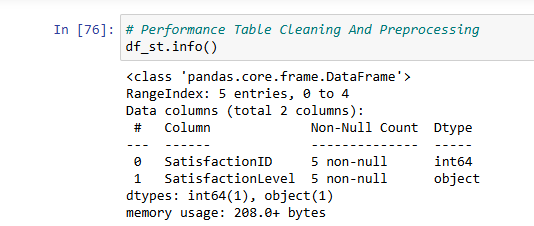 In [76]: # Performance Table Cleaning And Preprocessing
df_st.info()
<class 'pandas.core.frame.DataFrame'>
RangeIndex: 5 entries, 0 to 4
Data columns (total 2 columns):
 #   Column             Non-Null Count  Dtype
---  ------             --------------  -----
 0   SatisfactionID     5 non-null      int64
 1   SatisfactionLevel  5 non-null      object
dtypes: int64(1), object(1)
memory usage: 208.0+ bytes